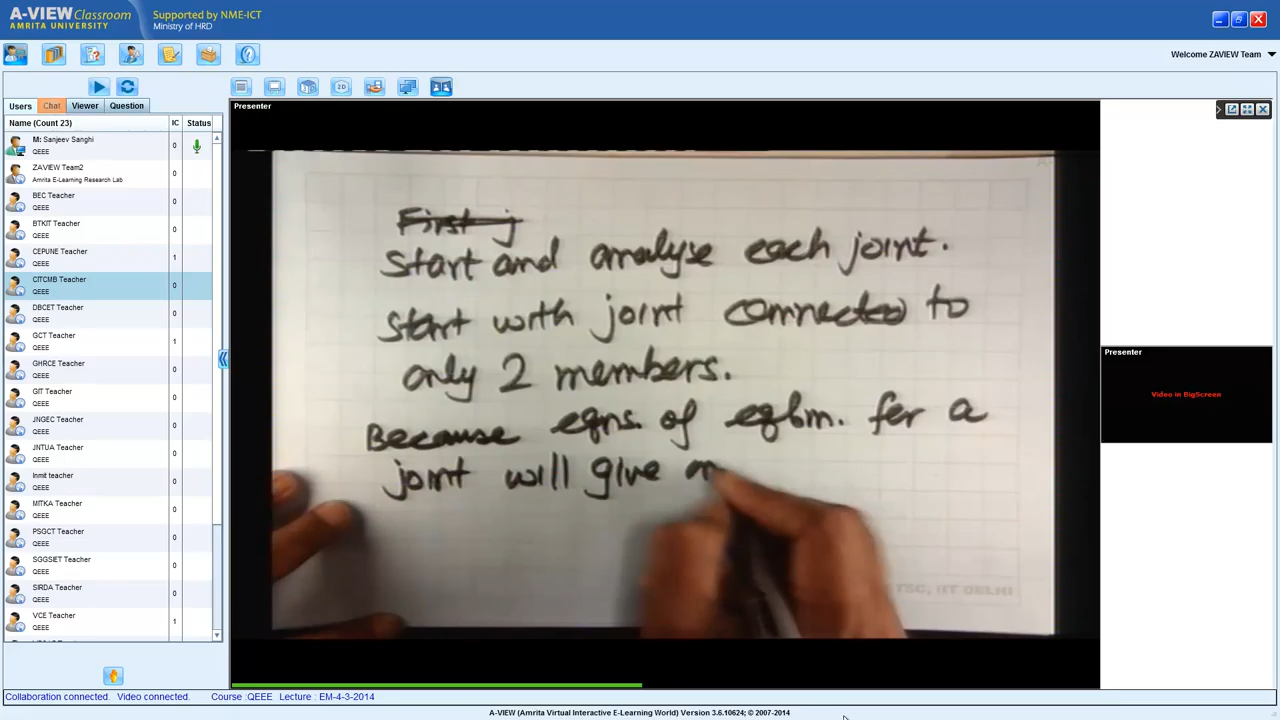 A-VIEW Classroom
AMRITA UNIVERSITY
Supported by NME-ICT
Ministry of HRD
Welcome ZAVIEW Team
Users Chat Viewer Question
Name (Count 23) IC Status
M: Sanjeev Sanghi
QEEE 0
ZAVIEW Team2
Amrita E-Learning Research Lab 0
BEC Teacher
QEEE 0
BTKIT Teacher
QEEE 0
CEPUNE Teacher
QEEE 1
CITCMB Teacher
QEEE 0
DBCET Teacher
QEEE 0
GCT Teacher
QEEE 1
GHRCE Teacher
QEEE 0
GIT Teacher
QEEE 0
JNGEC Teacher
QEEE 0
JNTUA Teacher
QEEE 0
lnmit teacher
QEEE 0
MITKA Teacher
QEEE 0
PSGCT Teacher
QEEE 0
SGGSIET Teacher
QEEE 0
SIRDA Teacher
QEEE 0
VCE Teacher
QEEE 1
Presenter
First j
Start and analyse each joint.
Start with joint connected to
only 2 members.
Because eqns. of eqbm. for a
joint will give
TSC, IIT DELHI
Presenter
Video in BigScreen
Collaboration connected. Video connected. Course :QEEE Lecture : EM-4-3-2014
A-VIEW (Amrita Virtual Interactive E-Learning World) Version 3.6.10624; © 2007-2014